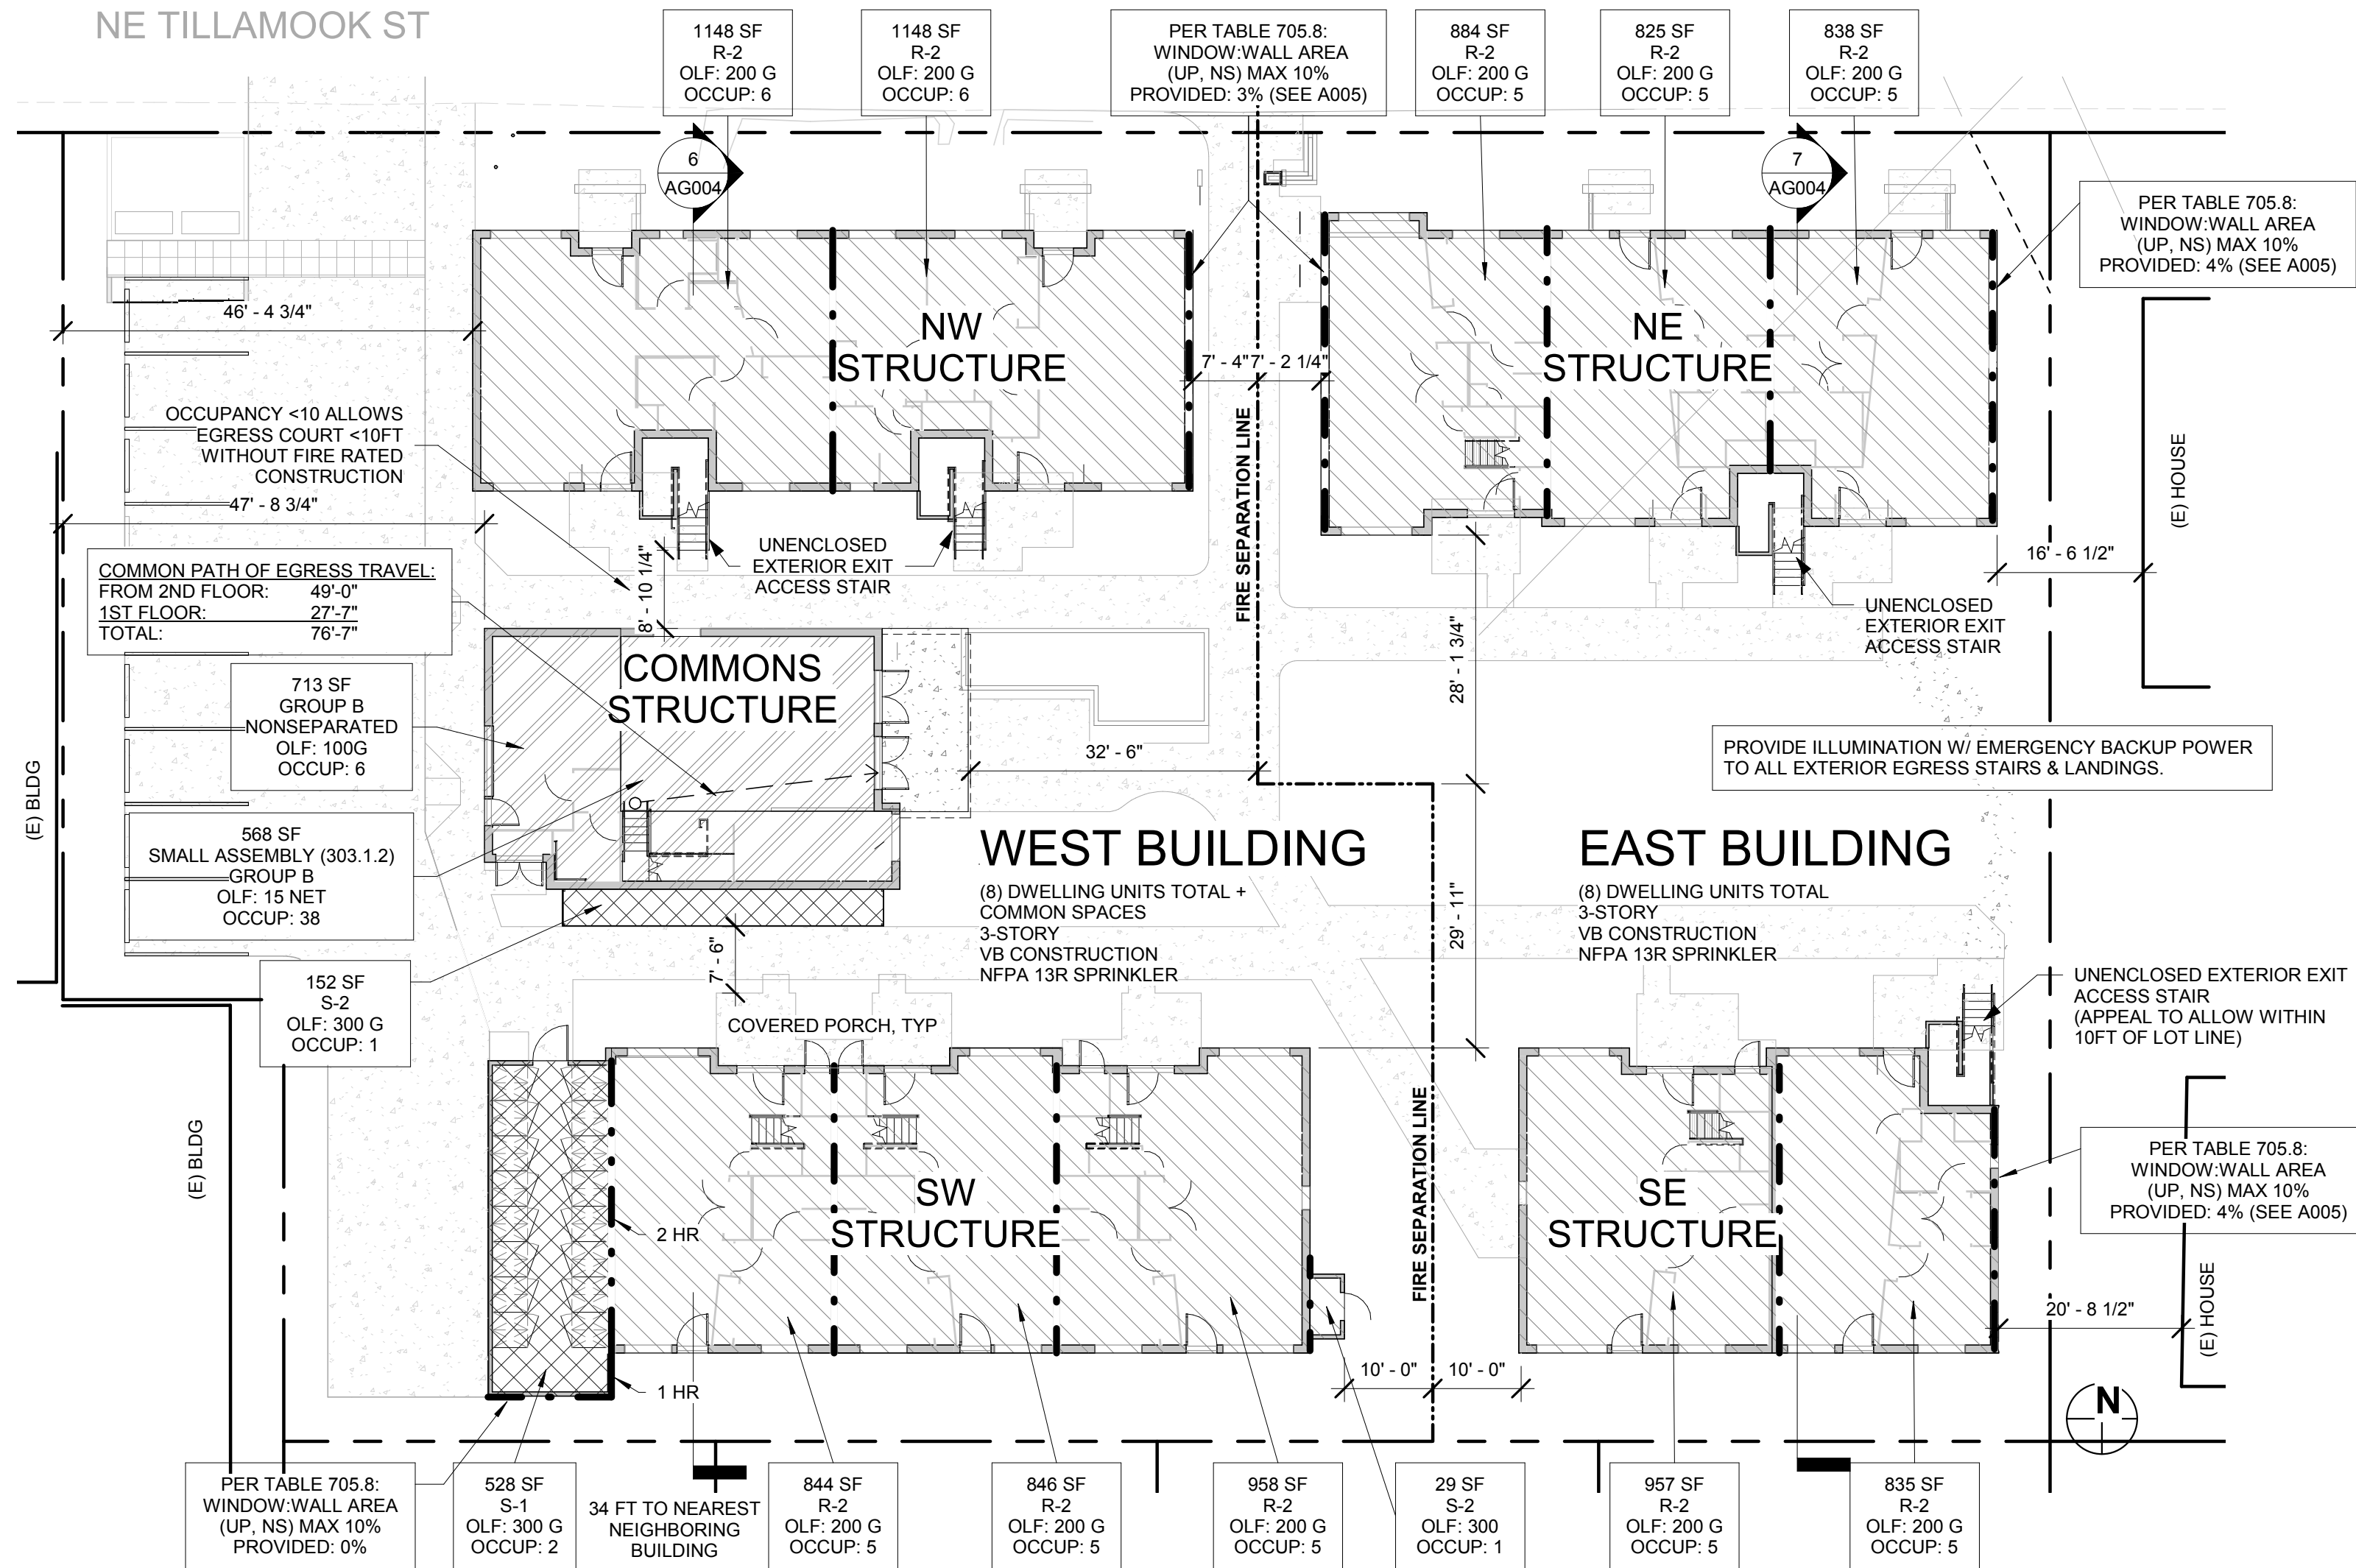 NE TILLAMOOK ST
1148 SF
R-2
OLF: 200 G
OCCUP: 6
1148 SF
R-2
OLF: 200 G
OCCUP: 6
PER TABLE 705.8:
WINDOW:WALL AREA
(UP, NS) MAX 10%
PROVIDED: 3% (SEE A005)
884 SF
R-2
OLF: 200 G
OCCUP: 5
825 SF
R-2
OLF: 200 G
OCCUP: 5
838 SF
R-2
OLF: 200 G
OCCUP: 5
6
AG004
7
AG004
PER TABLE 705.8:
WINDOW:WALL AREA
(UP, NS) MAX 10%
PROVIDED: 4% (SEE A005)
46' - 4 3/4"
NW
STRUCTURE
7' - 4"
7' - 2 1/4"
NE
STRUCTURE
OCCUPANCY <10 ALLOWS
EGRESS COURT <10FT
WITHOUT FIRE RATED
CONSTRUCTION
47' - 8 3/4"
FIRE SEPARATION LINE
(E) HOUSE
16' - 6 1/2"
UNENCLOSED
EXTERIOR EXIT
ACCESS STAIR
8' - 10 1/4"
COMMON PATH OF EGRESS TRAVEL:
FROM 2ND FLOOR: 49'-0"
1ST FLOOR: 27'-7"
TOTAL: 76'-7"
UNENCLOSED
EXTERIOR EXIT
ACCESS STAIR
28' - 1 3/4"
COMMONS
STRUCTURE
713 SF
GROUP B
NONSEPARATED
OLF: 100G
OCCUP: 6
32' - 6"
PROVIDE ILLUMINATION W/ EMERGENCY BACKUP POWER
TO ALL EXTERIOR EGRESS STAIRS & LANDINGS.
(E) BLDG
568 SF
SMALL ASSEMBLY (303.1.2)
GROUP B
OLF: 15 NET
OCCUP: 38
WEST BUILDING
(8) DWELLING UNITS TOTAL +
COMMON SPACES
3-STORY
VB CONSTRUCTION
NFPA 13R SPRINKLER
EAST BUILDING
(8) DWELLING UNITS TOTAL
3-STORY
VB CONSTRUCTION
NFPA 13R SPRINKLER
29' - 11"
7' - 6"
152 SF
S-2
OLF: 300 G
OCCUP: 1
UNENCLOSED EXTERIOR EXIT
ACCESS STAIR
(APPEAL TO ALLOW WITHIN
10FT OF LOT LINE)
COVERED PORCH, TYP
(E) BLDG
FIRE SEPARATION LINE
SW
STRUCTURE
2 HR
SE
STRUCTURE
PER TABLE 705.8:
WINDOW:WALL AREA
(UP, NS) MAX 10%
PROVIDED: 4% (SEE A005)
20' - 8 1/2"
(E) HOUSE
1 HR
10' - 0"
10' - 0"
N
PER TABLE 705.8:
WINDOW:WALL AREA
(UP, NS) MAX 10%
PROVIDED: 0%
528 SF
S-1
OLF: 300 G
OCCUP: 2
34 FT TO NEAREST
NEIGHBORING
BUILDING
844 SF
R-2
OLF: 200 G
OCCUP: 5
846 SF
R-2
OLF: 200 G
OCCUP: 5
958 SF
R-2
OLF: 200 G
OCCUP: 5
29 SF
S-2
OLF: 300
OCCUP: 1
957 SF
R-2
OLF: 200 G
OCCUP: 5
835 SF
R-2
OLF: 200 G
OCCUP: 5